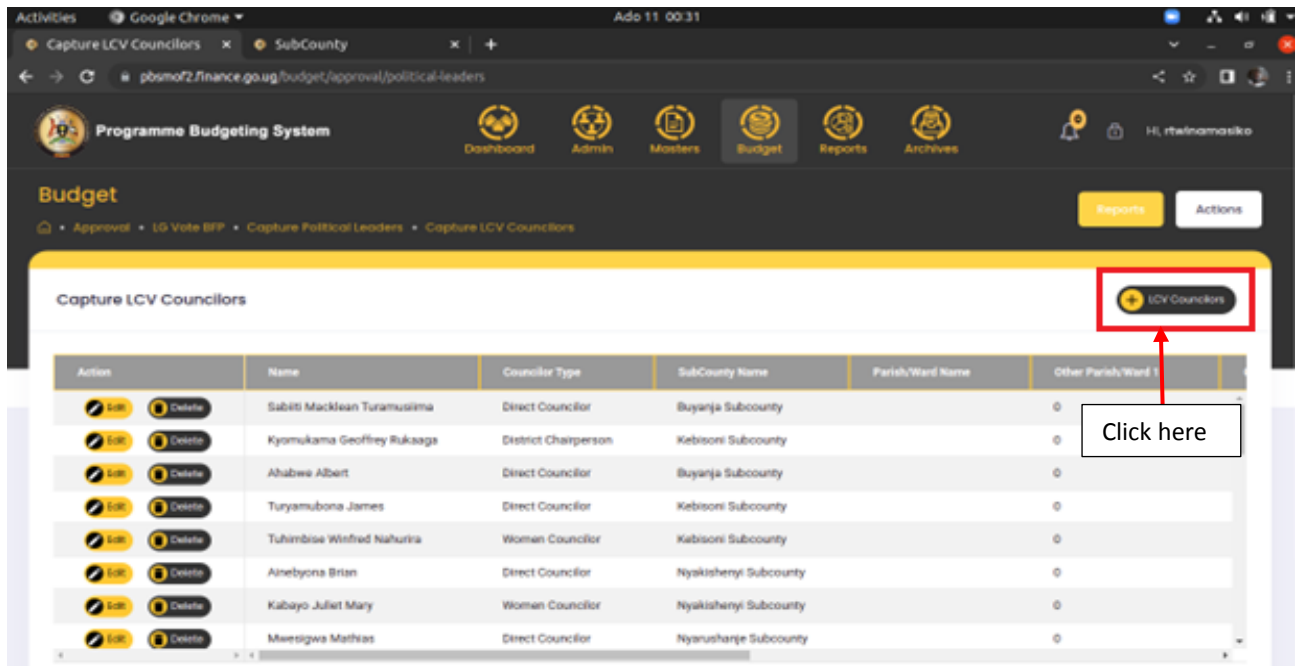 Activities Google Chrome Ado 11 00:31
Capture LCV Councilors × SubCounty × +
pbsmof2.finance.go.ug/budget/approval/political-leaders
Programme Budgeting System
Dashboard Admin Masters Budget Reports Archives
0
Hi, rtwinamasiko
Budget
Reports Actions
Approval • LG Vote BFP • Capture Political Leaders • Capture LCV Councilors
Capture LCV Councilors
+ LCV Councilors
Action Name Councilor Type SubCounty Name Parish/Ward Name Other Parish/Ward 1
Edit Delete Sabiiti Macklean Turamusiima Direct Councilor Buyanja Subcounty 0
Edit Delete Kyomukama Geoffrey Rukaaga District Chairperson Kebisoni Subcounty 0
Click here
Edit Delete Ahabwe Albert Direct Councilor Buyanja Subcounty 0
Edit Delete Turyamubona James Direct Councilor Kebisoni Subcounty 0
Edit Delete Tuhimbise Winfred Nahurira Women Councilor Kebisoni Subcounty 0
Edit Delete Ainebyona Brian Direct Councilor Nyakishenyi Subcounty 0
Edit Delete Kabayo Juliet Mary Women Councilor Nyakishenyi Subcounty 0
Edit Delete Mwesigwa Mathias Direct Councilor Nyarushanje Subcounty 0